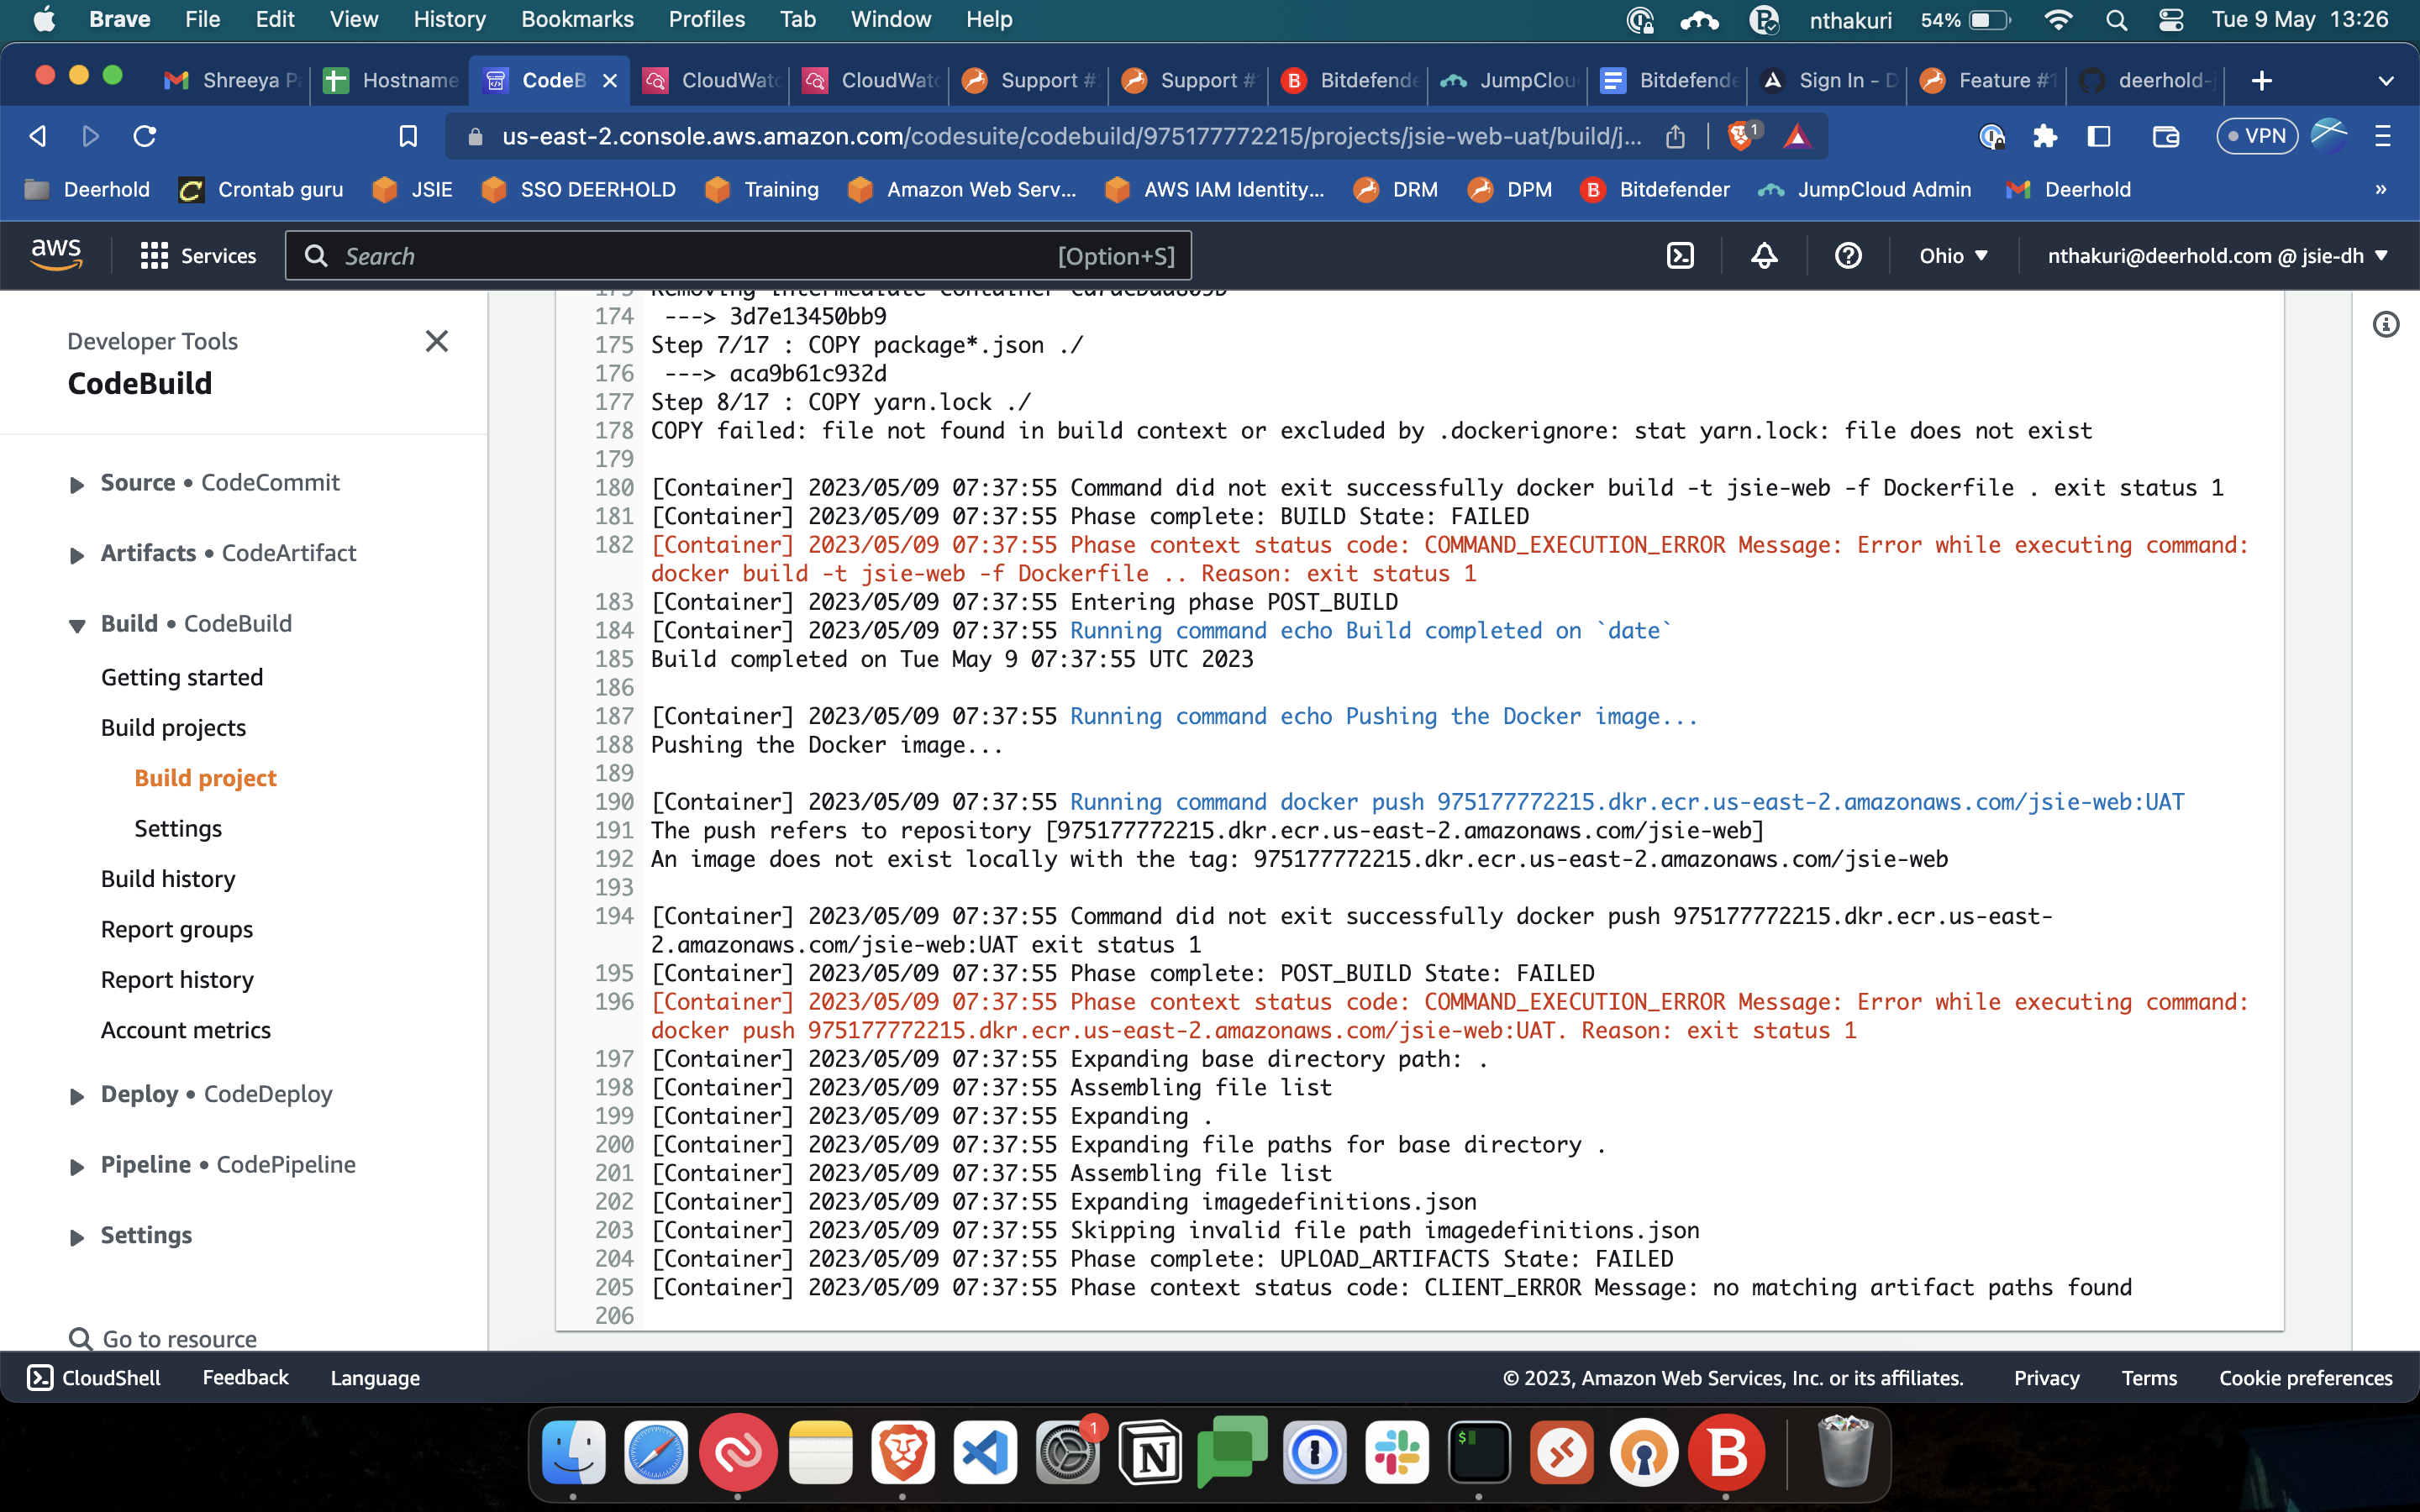 Brave File Edit View History Bookmarks Profiles Tab Window Help nthakuri 54% Tue 9 May 13:26
Shreeya Pa Hostname CodeB CloudWat CloudWat Support # Support # Bitdefende JumpClou Bitdefende Sign In - D Feature #1 deerhold-
us-east-2.console.aws.amazon.com/codesuite/codebuild/975177772215/projects/jsie-web-uat/build/j... 1 VPN
Deerhold Crontab guru JSIE SSO DEERHOLD Training Amazon Web Serv... AWS IAM Identity... DRM DPM Bitdefender JumpCloud Admin Deerhold »
aws Services Search [Option+S] Ohio nthakuri@deerhold.com @ jsie-dh
Developer Tools
CodeBuild
Source • CodeCommit
Artifacts • CodeArtifact
Build • CodeBuild
Getting started
Build projects
Build project
Settings
Build history
Report groups
Report history
Account metrics
Deploy • CodeDeploy
Pipeline • CodePipeline
Settings
Go to resource
173 Removing intermediate container
174 ---> 3d7e13450bb9
175 Step 7/17 : COPY package*.json ./
176 ---> aca9b61c932d
177 Step 8/17 : COPY yarn.lock ./
178 COPY failed: file not found in build context or excluded by .dockerignore: stat yarn.lock: file does not exist
179
180 [Container] 2023/05/09 07:37:55 Command did not exit successfully docker build -t jsie-web -f Dockerfile . exit status 1
181 [Container] 2023/05/09 07:37:55 Phase complete: BUILD State: FAILED
182 [Container] 2023/05/09 07:37:55 Phase context status code: COMMAND_EXECUTION_ERROR Message: Error while executing command:
docker build -t jsie-web -f Dockerfile .. Reason: exit status 1
183 [Container] 2023/05/09 07:37:55 Entering phase POST_BUILD
184 [Container] 2023/05/09 07:37:55 Running command echo Build completed on `date`
185 Build completed on Tue May 9 07:37:55 UTC 2023
186
187 [Container] 2023/05/09 07:37:55 Running command echo Pushing the Docker image...
188 Pushing the Docker image...
189
190 [Container] 2023/05/09 07:37:55 Running command docker push 975177772215.dkr.ecr.us-east-2.amazonaws.com/jsie-web:UAT
191 The push refers to repository [975177772215.dkr.ecr.us-east-2.amazonaws.com/jsie-web]
192 An image does not exist locally with the tag: 975177772215.dkr.ecr.us-east-2.amazonaws.com/jsie-web
193
194 [Container] 2023/05/09 07:37:55 Command did not exit successfully docker push 975177772215.dkr.ecr.us-east-
2.amazonaws.com/jsie-web:UAT exit status 1
195 [Container] 2023/05/09 07:37:55 Phase complete: POST_BUILD State: FAILED
196 [Container] 2023/05/09 07:37:55 Phase context status code: COMMAND_EXECUTION_ERROR Message: Error while executing command:
docker push 975177772215.dkr.ecr.us-east-2.amazonaws.com/jsie-web:UAT. Reason: exit status 1
197 [Container] 2023/05/09 07:37:55 Expanding base directory path: .
198 [Container] 2023/05/09 07:37:55 Assembling file list
199 [Container] 2023/05/09 07:37:55 Expanding .
200 [Container] 2023/05/09 07:37:55 Expanding file paths for base directory .
201 [Container] 2023/05/09 07:37:55 Assembling file list
202 [Container] 2023/05/09 07:37:55 Expanding imagedefinitions.json
203 [Container] 2023/05/09 07:37:55 Skipping invalid file path imagedefinitions.json
204 [Container] 2023/05/09 07:37:55 Phase complete: UPLOAD_ARTIFACTS State: FAILED
205 [Container] 2023/05/09 07:37:55 Phase context status code: CLIENT_ERROR Message: no matching artifact paths found
206
CloudShell Feedback Language © 2023, Amazon Web Services, Inc. or its affiliates. Privacy Terms Cookie preferences
1